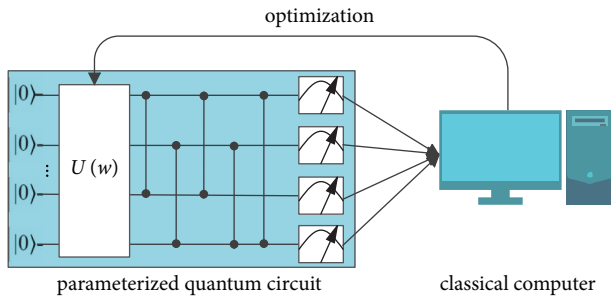 optimization
|0⟩
|0⟩
⋮
U (w)
|0⟩
|0⟩
parameterized quantum circuit
classical computer